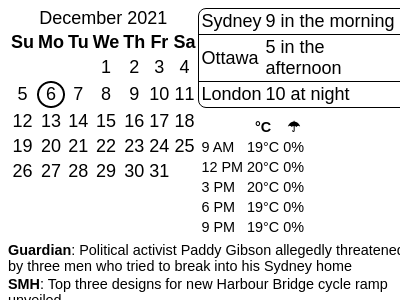 December 2021
Su Mo Tu We Th Fr Sa
1 2 3 4
5 6 7 8 9 10 11
12 13 14 15 16 17 18
19 20 21 22 23 24 25
26 27 28 29 30 31
Sydney 9 in the morning
Ottawa 5 in the
afternoon
London 10 at night
°C ☂
9 AM 19°C 0%
12 PM 20°C 0%
3 PM 20°C 0%
6 PM 19°C 0%
9 PM 19°C 0%
Guardian: Political activist Paddy Gibson allegedly threatened
by three men who tried to break into his Sydney home
SMH: Top three designs for new Harbour Bridge cycle ramp
unveiled